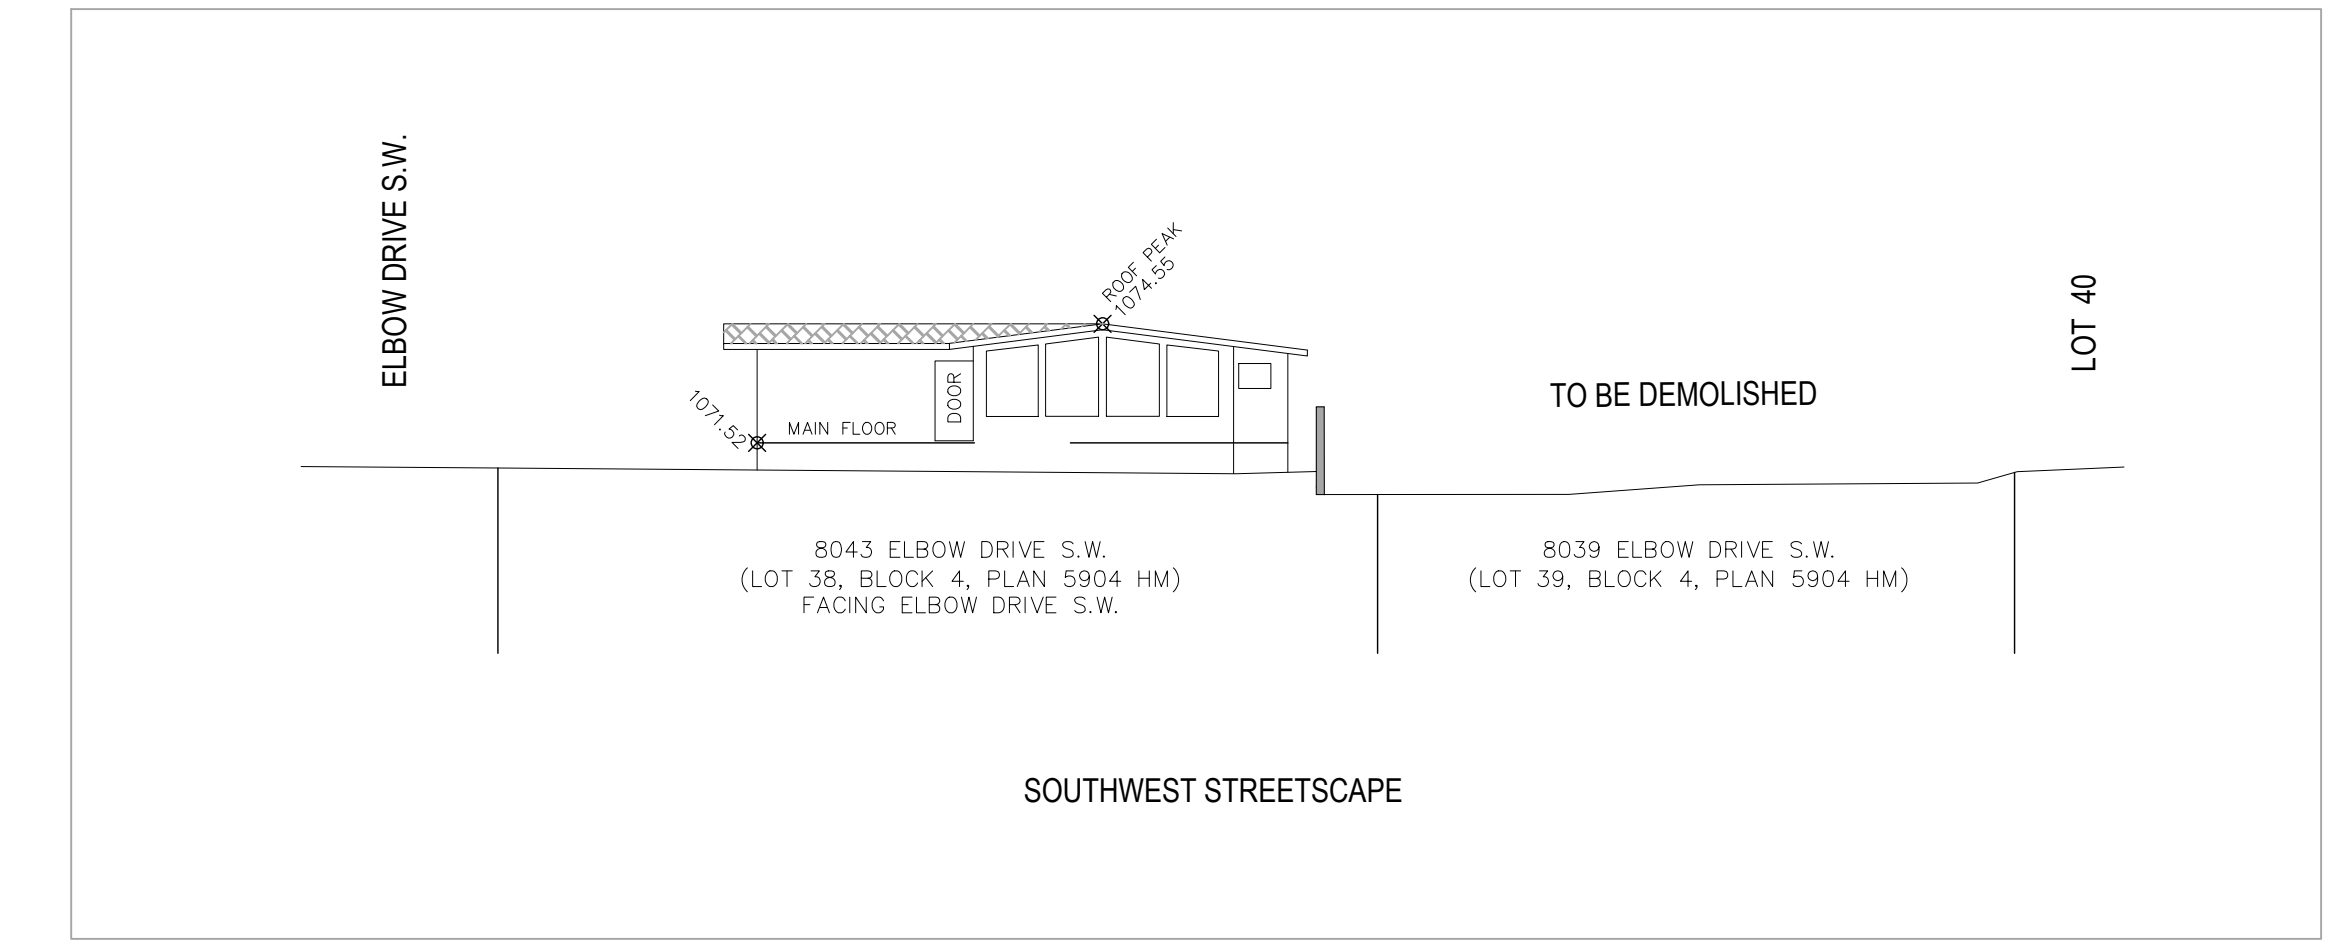 ELBOW DRIVE S.W.
ROOF PEAK
1074.55
LOT 40
TO BE DEMOLISHED
DOOR
1071.52
MAIN FLOOR
8043 ELBOW DRIVE S.W.
(LOT 38, BLOCK 4, PLAN 5904 HM)
FACING ELBOW DRIVE S.W.
8039 ELBOW DRIVE S.W.
(LOT 39, BLOCK 4, PLAN 5904 HM)
SOUTHWEST STREETSCAPE